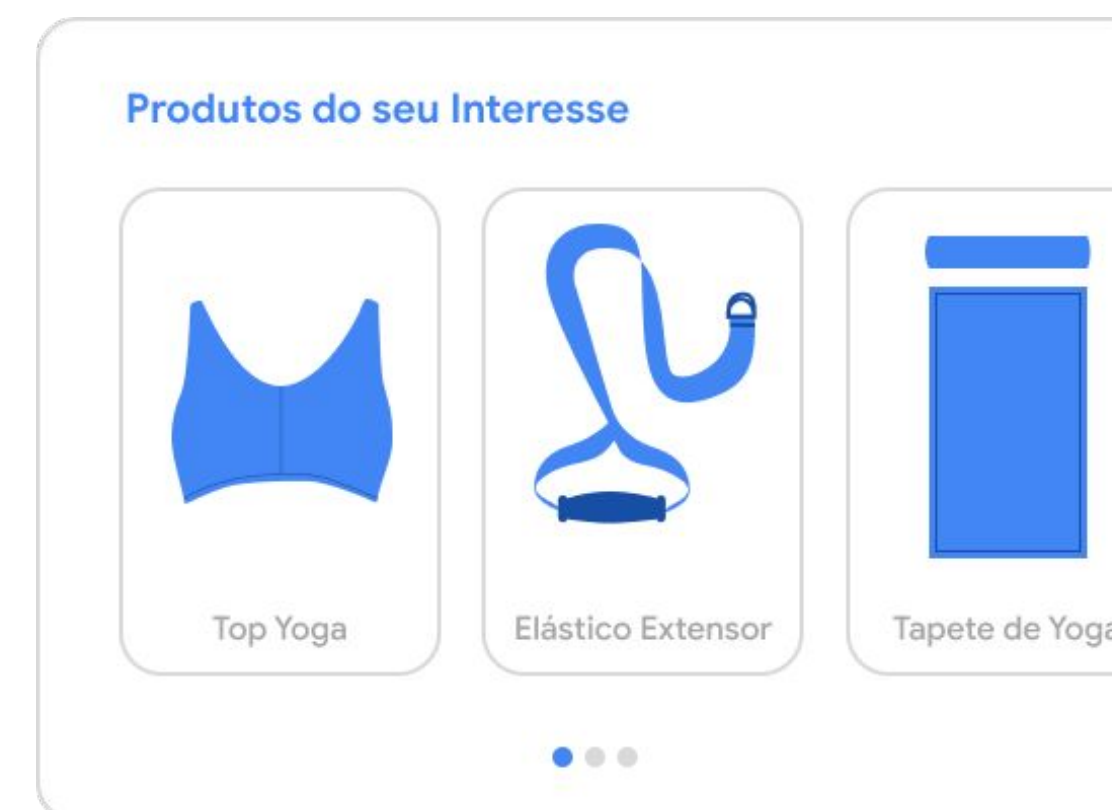 Produtos do seu Interesse
Top Yoga
Elástico Extensor
Tapete de Yoga